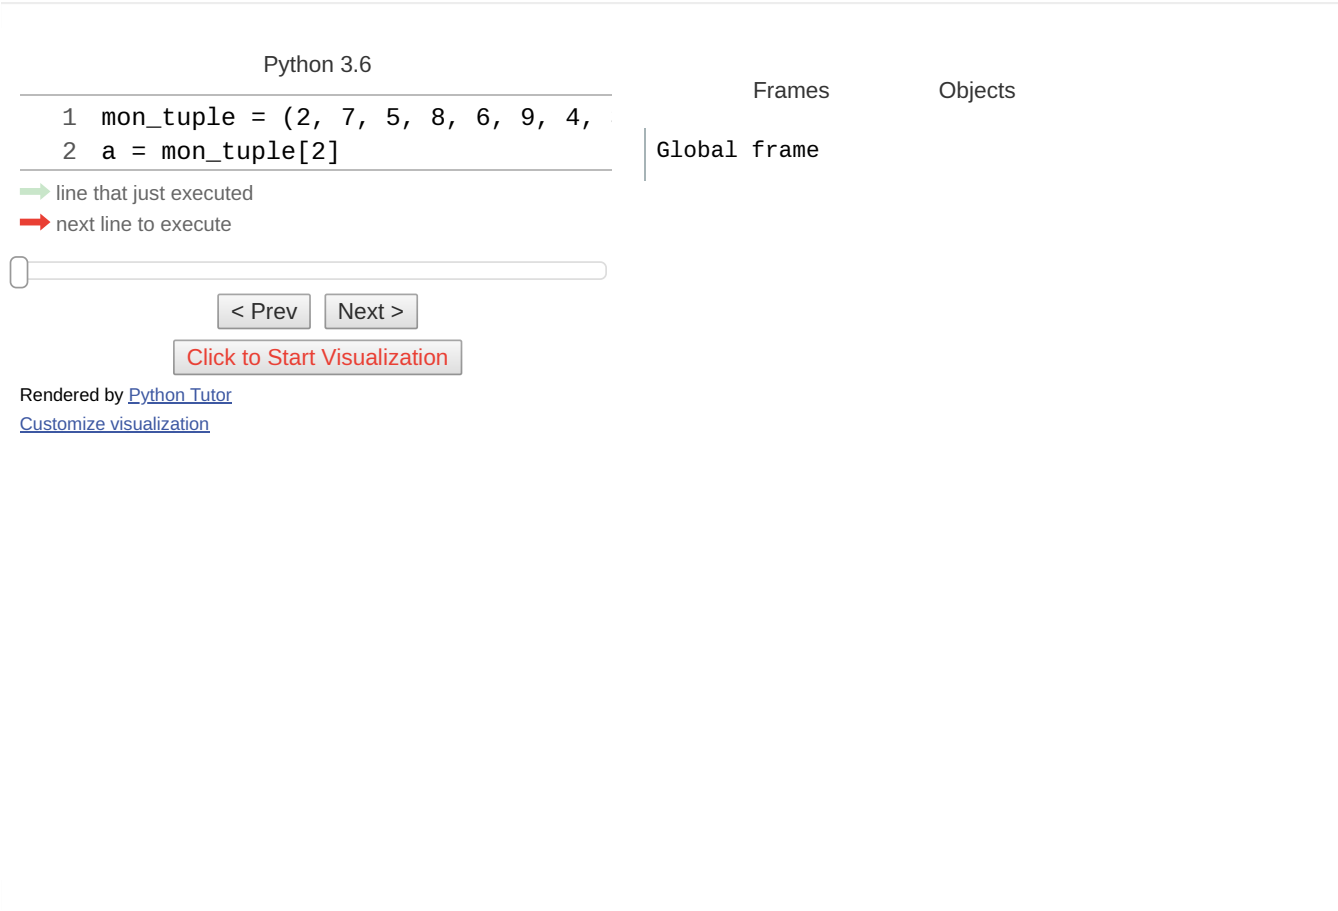 Python 3.6
1 mon_tuple = (2, 7, 5, 8, 6, 9, 4,
2 a = mon_tuple[2]
line that just executed
next line to execute
< Prev Next >
Click to Start Visualization
Rendered by Python Tutor
Customize visualization
Frames Objects
Global frame